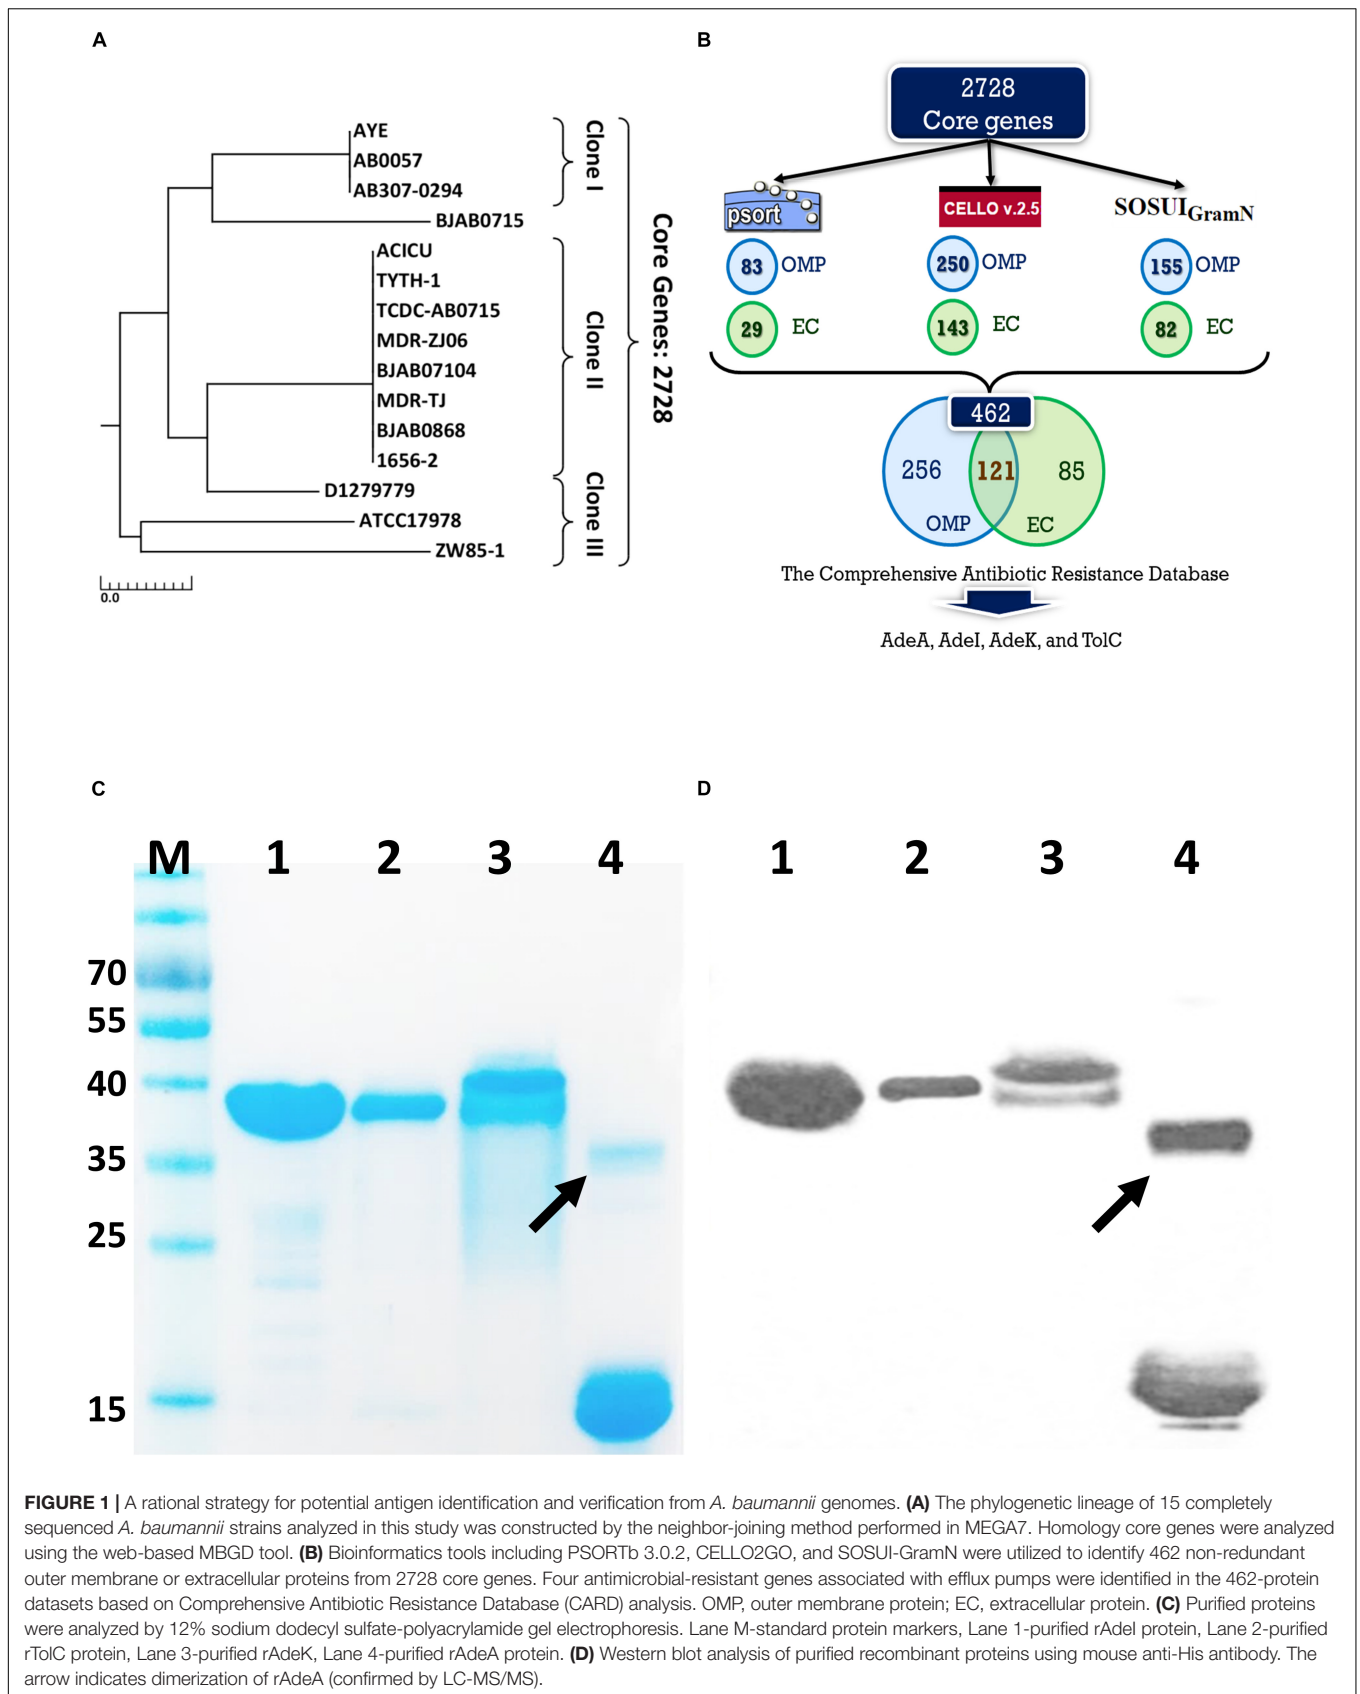 A
AYE
AB0057
AB307-0294
BJAB0715
ACICU
TYTH-1
TCDC-AB0715
MDR-ZJ06
BJAB07104
MDR-TJ
BJAB0868
1656-2
D1279779
ATCC17978
ZW85-1
Clone I
Clone II
Clone III
Core Genes: 2728
0.0
B
2728
Core genes
psort
CELLO v.2.5
SOSUIGramN
83 OMP
250 OMP
155 OMP
29 EC
143 EC
82 EC
462
256 121 85
OMP EC
The Comprehensive Antibiotic Resistance Database
AdeA, AdeI, AdeK, and TolC
C
M 1 2 3 4
70
55
40
35
25
15
D
1 2 3 4
FIGURE 1 | A rational strategy for potential antigen identification and verification from A. baumannii genomes. (A) The phylogenetic lineage of 15 completely
sequenced A. baumannii strains analyzed in this study was constructed by the neighbor-joining method performed in MEGA7. Homology core genes were analyzed
using the web-based MBGD tool. (B) Bioinformatics tools including PSORTb 3.0.2, CELLO2GO, and SOSUI-GramN were utilized to identify 462 non-redundant
outer membrane or extracellular proteins from 2728 core genes. Four antimicrobial-resistant genes associated with efflux pumps were identified in the 462-protein
datasets based on Comprehensive Antibiotic Resistance Database (CARD) analysis. OMP, outer membrane protein; EC, extracellular protein. (C) Purified proteins
were analyzed by 12% sodium dodecyl sulfate-polyacrylamide gel electrophoresis. Lane M-standard protein markers, Lane 1-purified rAdeI protein, Lane 2-purified
rTolC protein, Lane 3-purified rAdeK, Lane 4-purified rAdeA protein. (D) Western blot analysis of purified recombinant proteins using mouse anti-His antibody. The
arrow indicates dimerization of rAdeA (confirmed by LC-MS/MS).